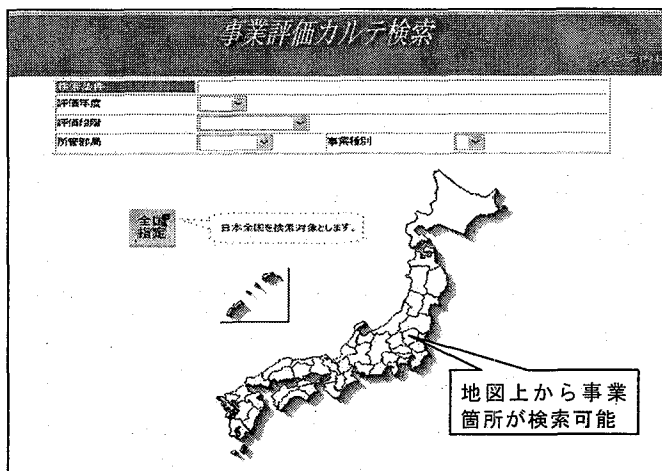 事業評価カルテ検索
検索条件
評価年度
評価段階
所管部局 事業種別
全国
指定
日本全国を検索対象とします。
地図上から事業
箇所が検索可能